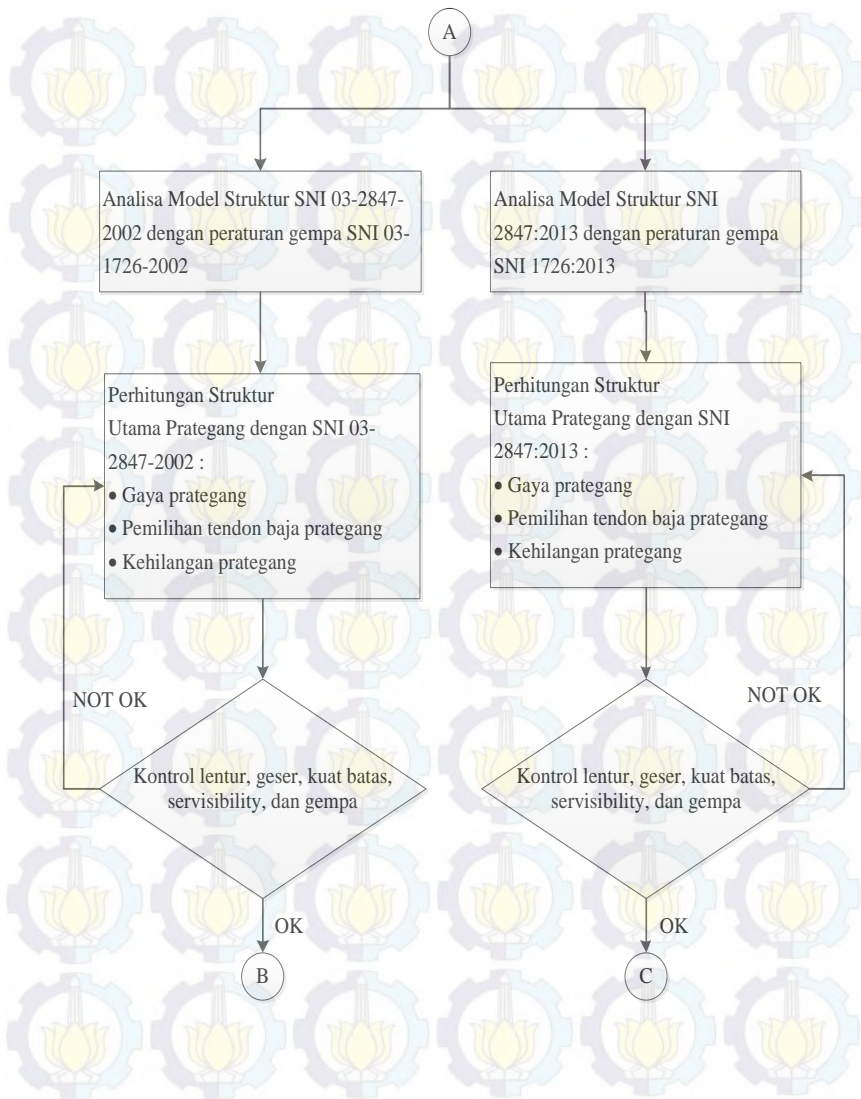 A
Analisa Model Struktur SNI 03-2847-
2002 dengan peraturan gempa SNI 03-
1726-2002
Analisa Model Struktur SNI
2847:2013 dengan peraturan gempa
SNI 1726:2013
Perhitungan Struktur
Utama Prategang dengan SNI 03-
2847-2002 :
• Gaya prategang
• Pemilihan tendon baja prategang
• Kehilangan prategang
Perhitungan Struktur
Utama Prategang dengan SNI
2847:2013 :
• Gaya prategang
• Pemilihan tendon baja prategang
• Kehilangan prategang
NOT OK
NOT OK
Kontrol lentur, geser, kuat batas,
servisibility, dan gempa
Kontrol lentur, geser, kuat batas,
servisibility, dan gempa
OK
OK
B
C